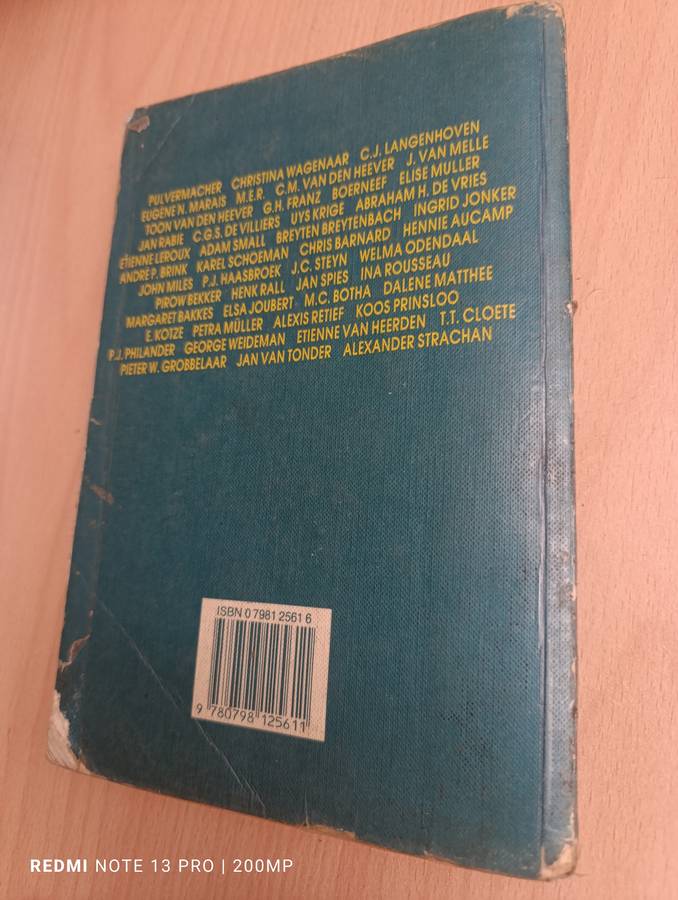 PULVERMACHER CHRISTINA WAGENAAR C.J. LANGENHOVEN
EUGÈNE N. MARAIS M.E.R. C.M. VAN DEN HEEVER J. VAN MELLE
TOON VAN DEN HEEVER G.H. FRANZ BOERNEEF ELISE MULLER
JAN RABIE C.G.S. DE VILLIERS UYS KRIGE ABRAHAM H. DE VRIES
ETIENNE LEROUX ADAM SMALL BREYTEN BREYTENBACH INGRID JONKER
ANDRÉ P. BRINK KAREL SCHOEMAN CHRIS BARNARD HENNIE AUCAMP
JOHN MILES P.J. HAASBROEK J.C. STEYN WELMA ODENDAAL
PIROW BEKKER HENK RALL JAN SPIES INA ROUSSEAU
MARGARET BAKKES ELSA JOUBERT M.C. BOTHA DALENE MATTHEE
E. KOTZE PETRA MÜLLER ALEXIS RETIEF KOOS PRINSLOO
P.J. PHILANDER GEORGE WEIDEMAN ETIENNE VAN HEERDEN T.T. CLOETE
PIETER W. GROBBELAAR JAN VAN TONDER ALEXANDER STRACHAN
ISBN 0 7981 2561 6
9 780798 125611
REDMI NOTE 13 PRO | 200MP